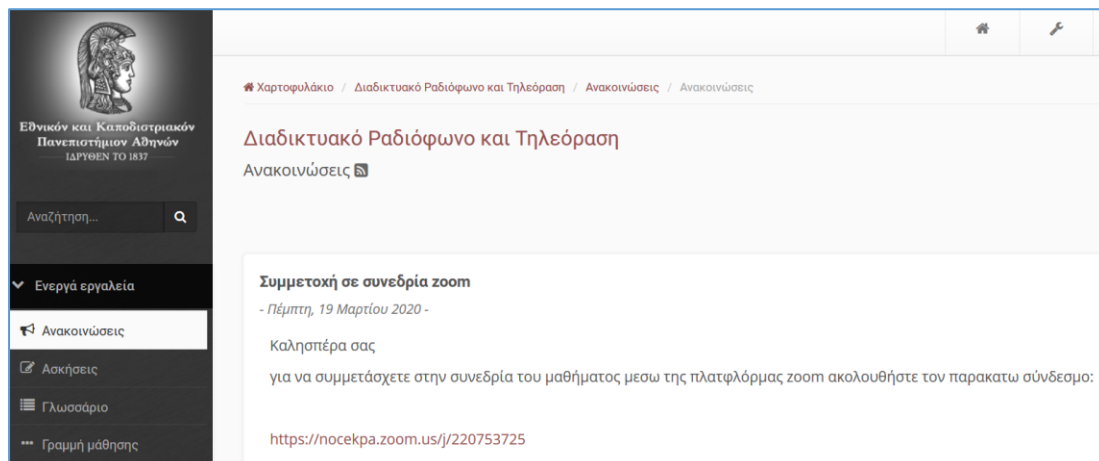 Εθνικόν και Καποδιστριακόν
Πανεπιστήμιον Αθηνών
ΙΔΡΥΘΕΝ ΤΟ 1837
Αναζήτηση...
Ενεργά εργαλεία
Ανακοινώσεις
Ασκήσεις
Γλωσσάριο
Γραμμή μάθησης
Χαρτοφυλάκιο / Διαδικτυακό Ραδιόφωνο και Τηλεόραση / Ανακοινώσεις / Ανακοινώσεις
Διαδικτυακό Ραδιόφωνο και Τηλεόραση
Ανακοινώσεις
Συμμετοχή σε συνεδρία zoom
- Πέμπτη, 19 Μαρτίου 2020 -
Καλησπέρα σας
για να συμμετάσχετε στην συνεδρία του μαθήματος μεσω της πλατφλόρμας zoom ακολουθήστε τον παρακατω σύνδεσμο:
https://nocekpa.zoom.us/j/220753725